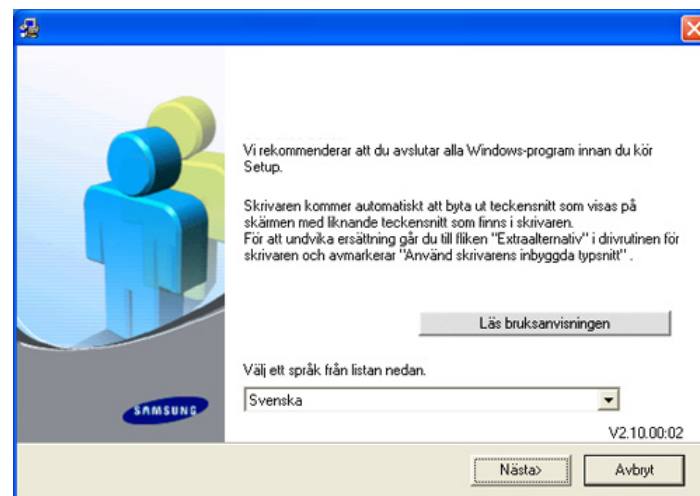 Vi rekommenderar att du avslutar alla Windows-program innan du kör
Setup.
Skrivaren kommer automatiskt att byta ut teckensnitt som visas på
skärmen med liknande teckensnitt som finns i skrivaren.
För att undvika ersättning går du till fliken "Extraalternativ" i drivrutinen för
skrivaren och avmarkerar "Använd skrivarens inbyggda typsnitt" .
Läs bruksanvisningen
Välj ett språk från listan nedan.
Svenska
SAMSUNG
V2.10.00:02
Nästa>
Avbryt